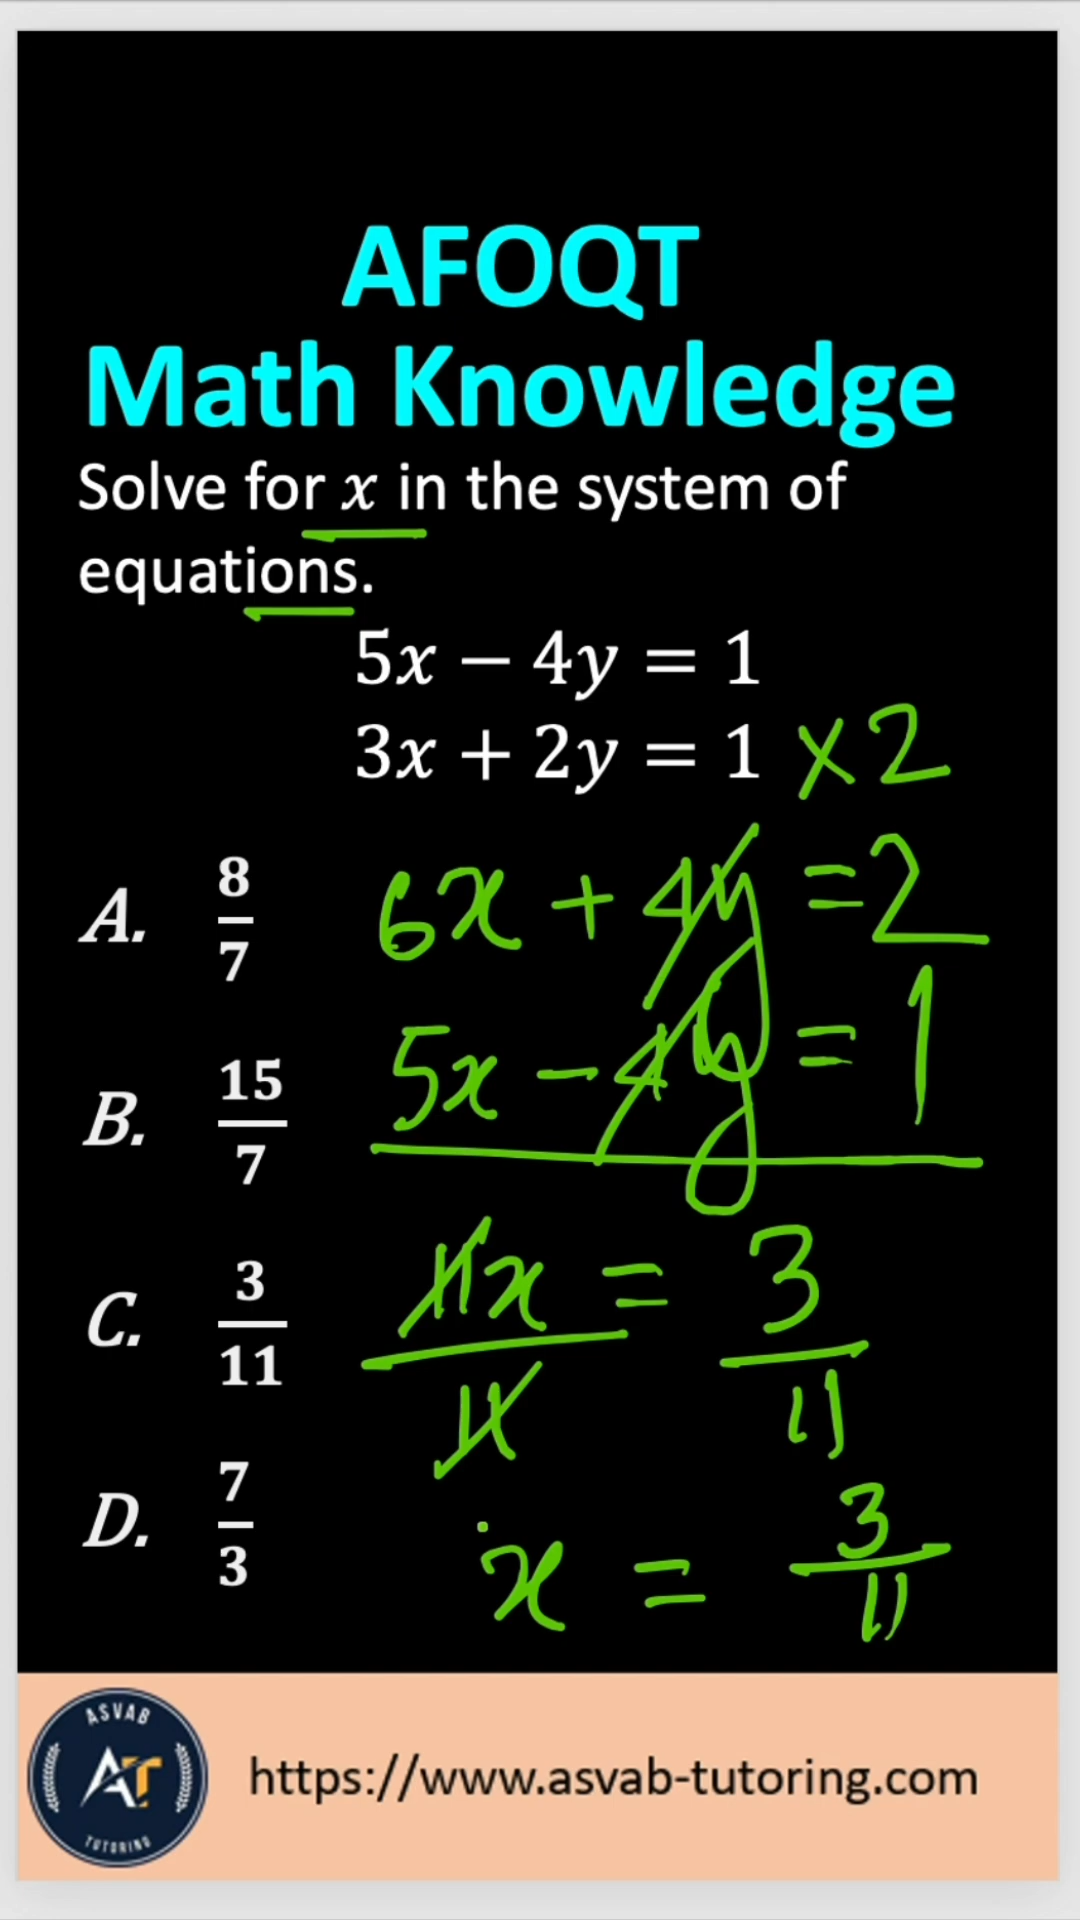 AFOQT
Math Knowledge
Solve for x in the system of
equations.
5x − 4y = 1
3x + 2y = 1 × 2
A. 8/7
6x + 4y = 2
B. 15/7
5x − 4y = 1
C. 3/11
11x/11 = 3/11
D. 7/3
x = 3/11
ASVAB
AT
TUTORING
https://www.asvab-tutoring.com